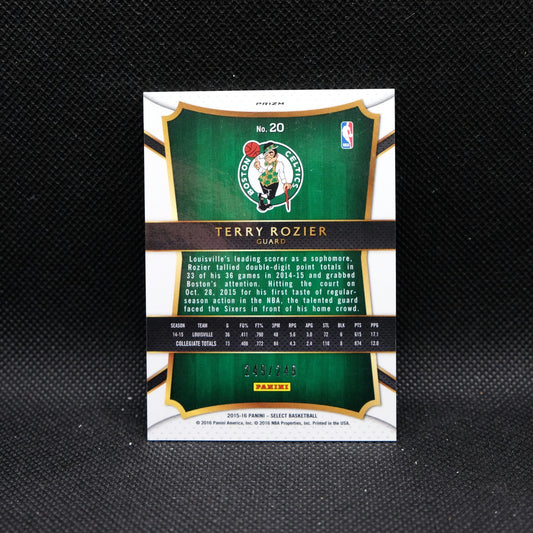 PRIZM
No. 20
BOSTON CELTICS
NBA
TERRY ROZIER
GUARD
Louisville's leading scorer as a sophomore,
Rozier tallied double-digit point totals in
33 of his 36 games in 2014-15 and grabbed
Boston's attention. Hitting the court on
Oct. 28, 2015 for his first taste of regular-
season action in the NBA, the talented guard
faced the Sixers in front of his home crowd.
SEASON TEAM G FG% FT% SPM RPG APG STL BLK PTS PPG
14-15 LOUISVILLE 36 .411 .790 48 5.6 3.0 72 6 615 17.1
COLLEGIATE TOTALS 73 .408 .772 84 4.3 2.4 110 8 874 12.0
PANINI
2015-16 PANINI – SELECT BASKETBALL
© 2016 Panini America, Inc. © 2016 NBA Properties, Inc. Printed in the USA.